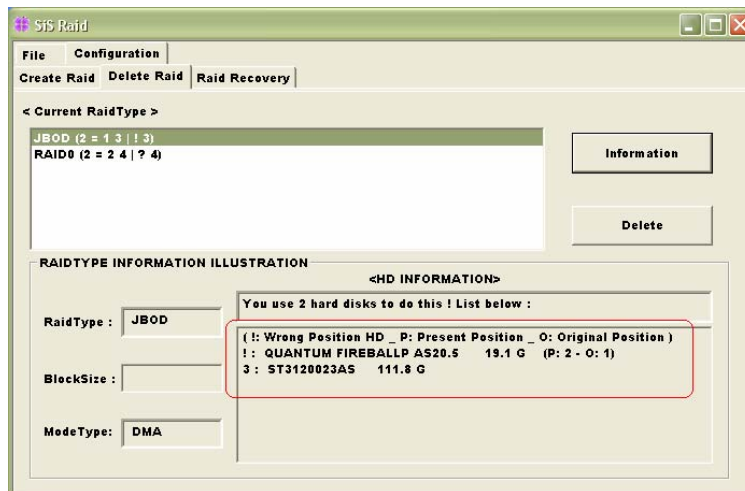 SiS Raid
File Configuration
Create Raid Delete Raid Raid Recovery
< Current RaidType >
JBOD (2 = 1 3 | ! 3)
RAID0 (2 = 2 4 | ? 4)
Information
Delete
RAIDTYPE INFORMATION ILLUSTRATION
<HD INFORMATION>
You use 2 hard disks to do this ! List below :
RaidType : JBOD
( !: Wrong Position HD _ P: Present Position _ O: Original Position )
! : QUANTUM FIREBALLP AS20.5 19.1 G (P: 2 - O: 1)
3 : ST3120023AS 111.8 G
BlockSize :
ModeType: DMA